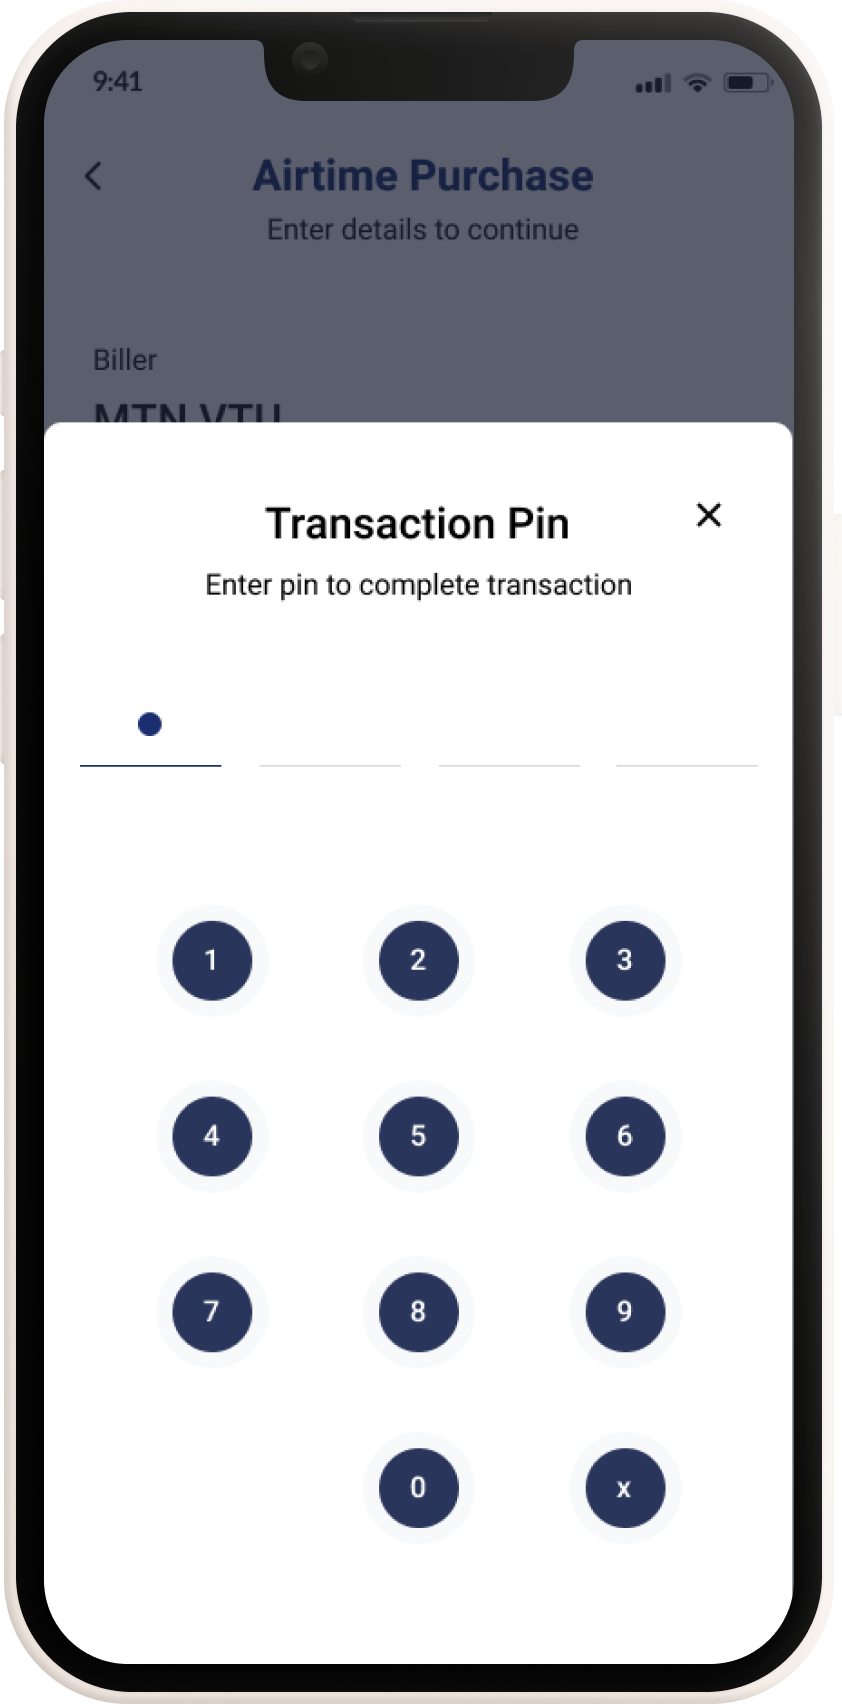 9:41
Airtime Purchase
Enter details to continue
Biller
MTN VTU
Transaction Pin
Enter pin to complete transaction
1 2 3
4 5 6
7 8 9
0 x